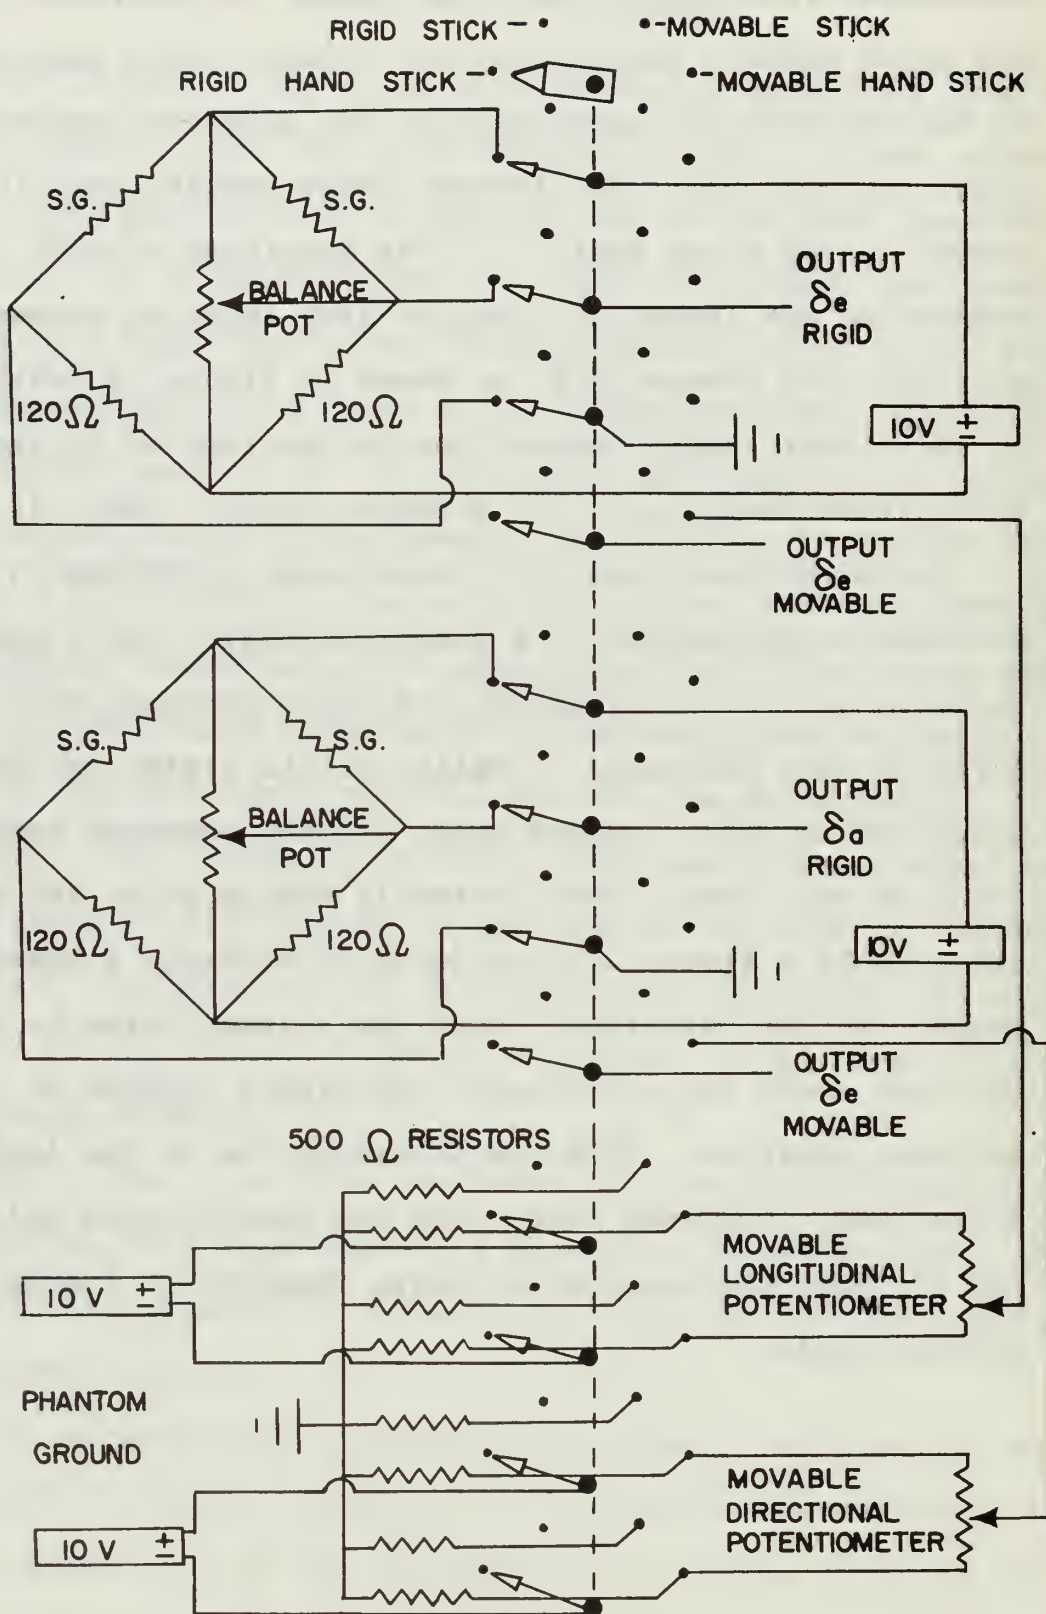 RIGID STICK
MOVABLE STICK
RIGID HAND STICK
MOVABLE HAND STICK
S.G.
S.G.
BALANCE
POT
OUTPUT
δe
RIGID
120Ω
120Ω
10V ±
OUTPUT
δe
MOVABLE
S.G.
S.G.
BALANCE
POT
OUTPUT
δa
RIGID
120Ω
120Ω
10V ±
OUTPUT
δe
MOVABLE
500 Ω RESISTORS
MOVABLE
LONGITUDINAL
POTENTIOMETER
10 V ±
PHANTOM
GROUND
MOVABLE
DIRECTIONAL
POTENTIOMETER
10 V ±